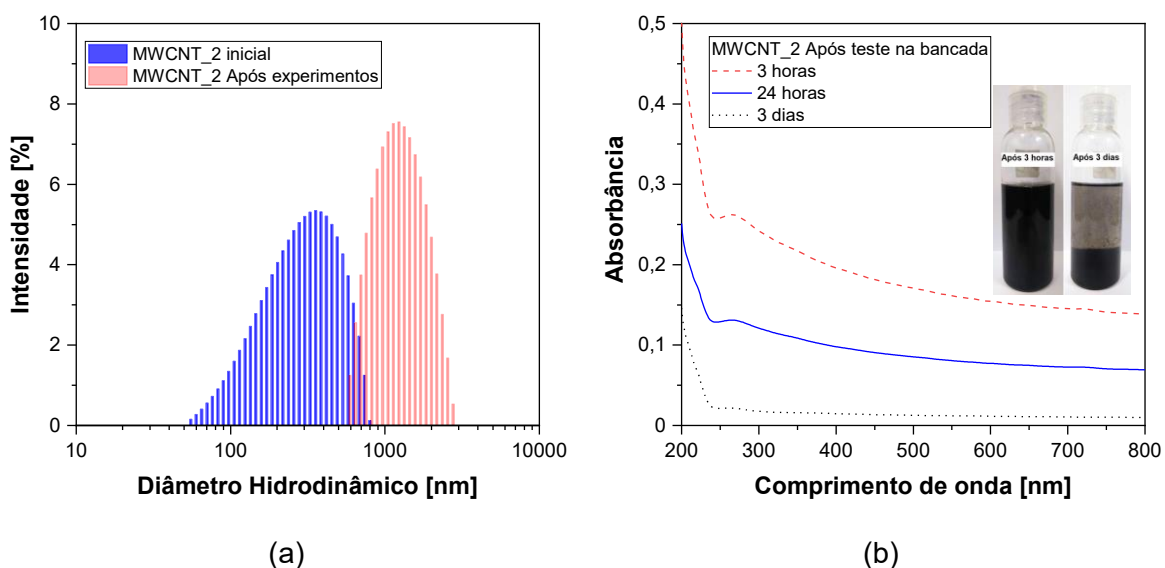 10
8
6
4
2
0
Intensidade [%]
MWCNT_2 inicial
MWCNT_2 Após experimentos
10 100 1000 10000
Diâmetro Hidrodinâmico [nm]
(a)
0,5
0,4
0,3
0,2
0,1
0
Absorbância
MWCNT_2 Após teste na bancada
3 horas
24 horas
3 dias
Após 3 horas
Após 3 dias
200 300 400 500 600 700 800
Comprimento de onda [nm]
(b)